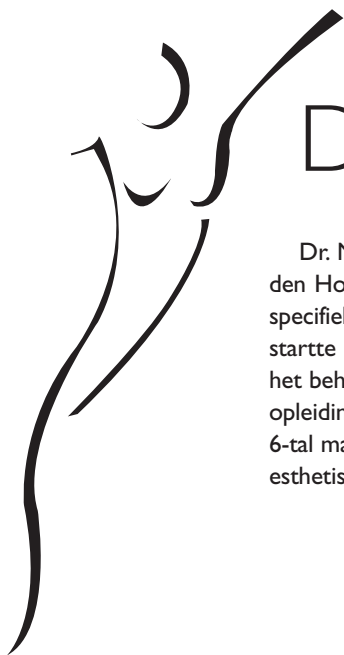 D
Dr. N
den Ho
specifiek
startte
het beh
opleidin
6-tal ma
esthetis